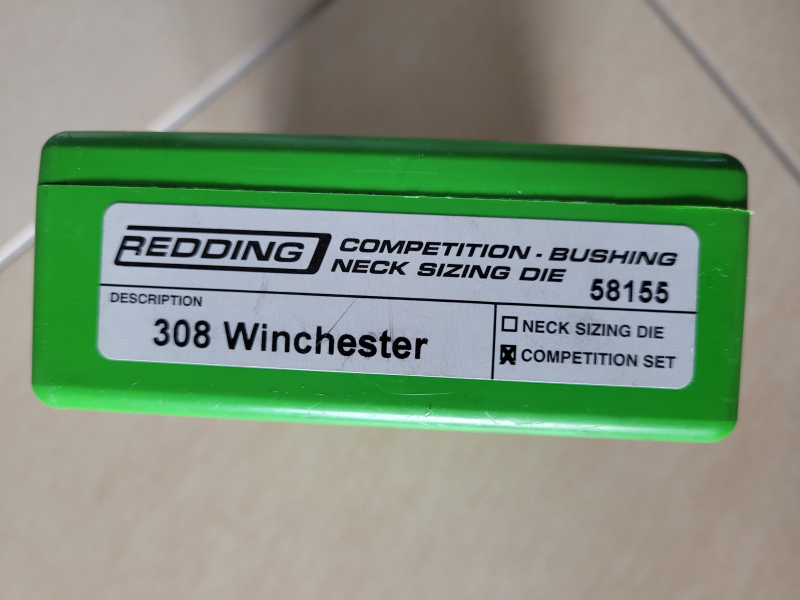 REDDING
COMPETITION - BUSHING
NECK SIZING DIE 58155
DESCRIPTION
308 Winchester
NECK SIZING DIE
COMPETITION SET